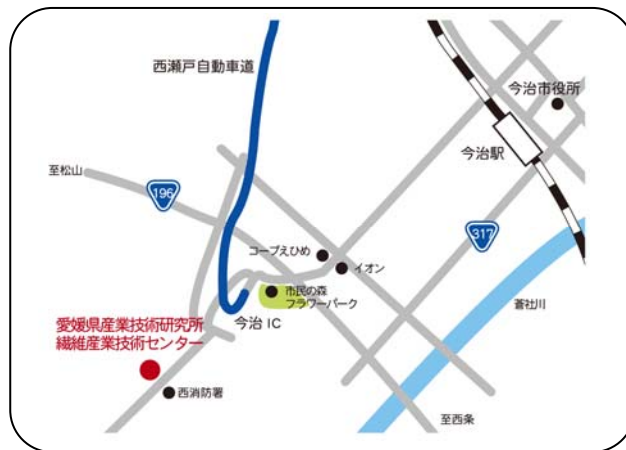 西瀬戸自動車道
今治市役所
今治駅
至松山
196
317
コープえひめ
イオン
市民の森
フラワーパーク
蒼社川
今治 IC
愛媛県産業技術研究所
繊維産業技術センター
西消防署
至西条